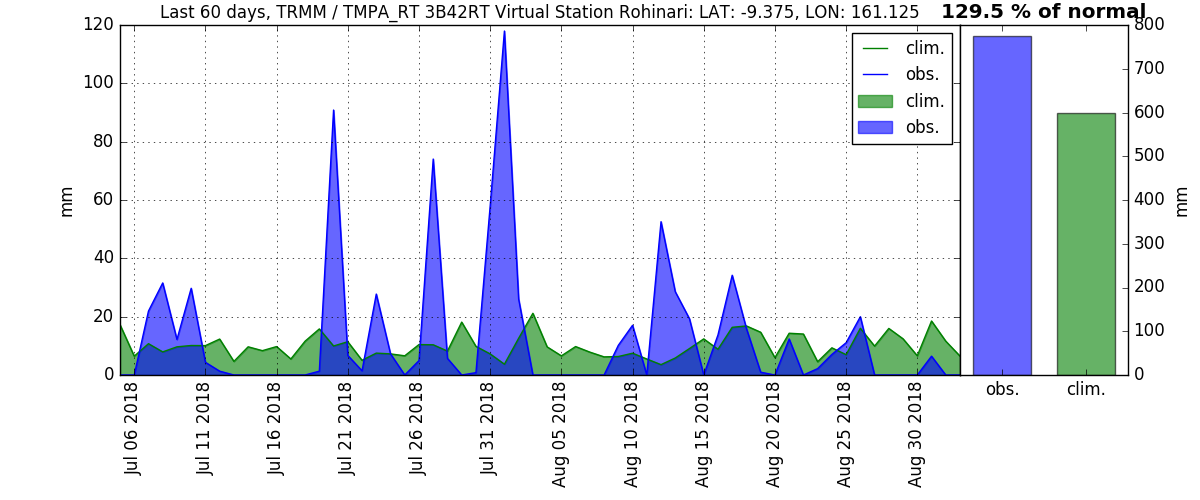 Last 60 days, TRMM / TMPA_RT 3B42RT Virtual Station Rohinari: LAT: -9.375, LON: 161.125
129.5 % of normal
120
100
80
60
40
20
0
mm
clim.
obs.
clim.
obs.
Jul 06 2018
Jul 11 2018
Jul 16 2018
Jul 21 2018
Jul 26 2018
Jul 31 2018
Aug 05 2018
Aug 10 2018
Aug 15 2018
Aug 20 2018
Aug 25 2018
Aug 30 2018
800
700
600
500
400
300
200
100
0
mm
obs.
clim.